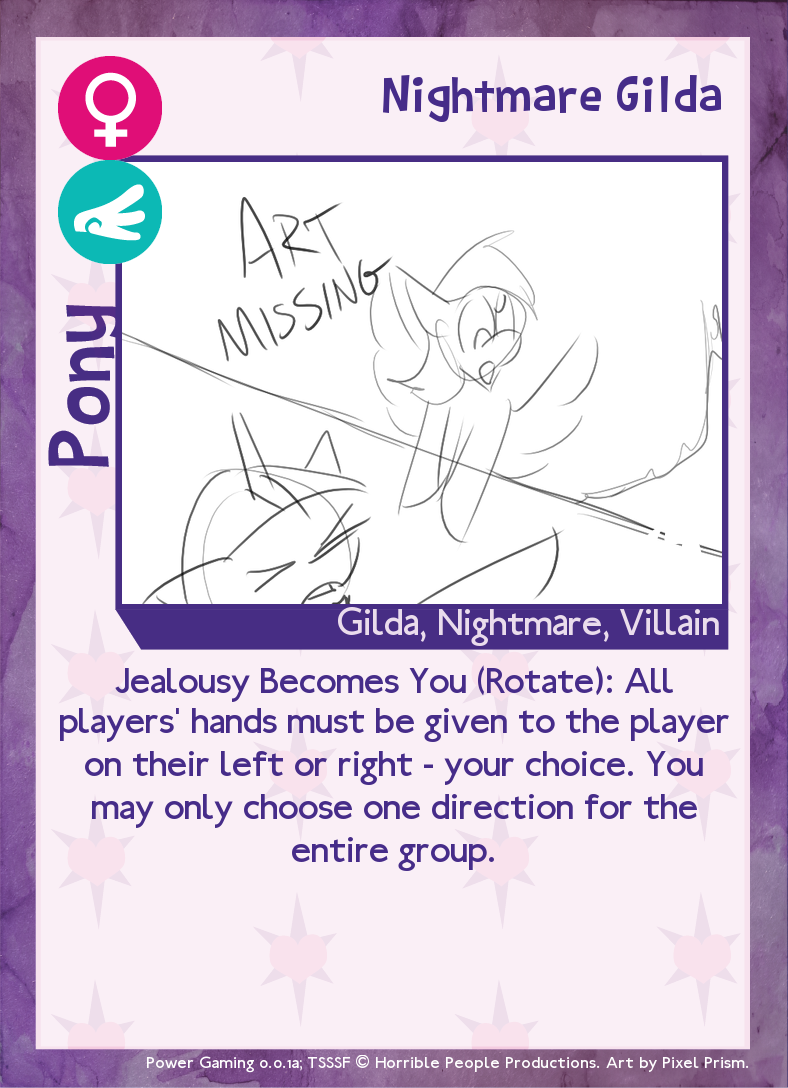 Nightmare Gilda
ART
MISSING
Pony
Gilda, Nightmare, Villain
Jealousy Becomes You (Rotate): All
players' hands must be given to the player
on their left or right - your choice. You
may only choose one direction for the
entire group.
Power Gaming 0.0.1a; TSSSF © Horrible People Productions. Art by Pixel Prism.